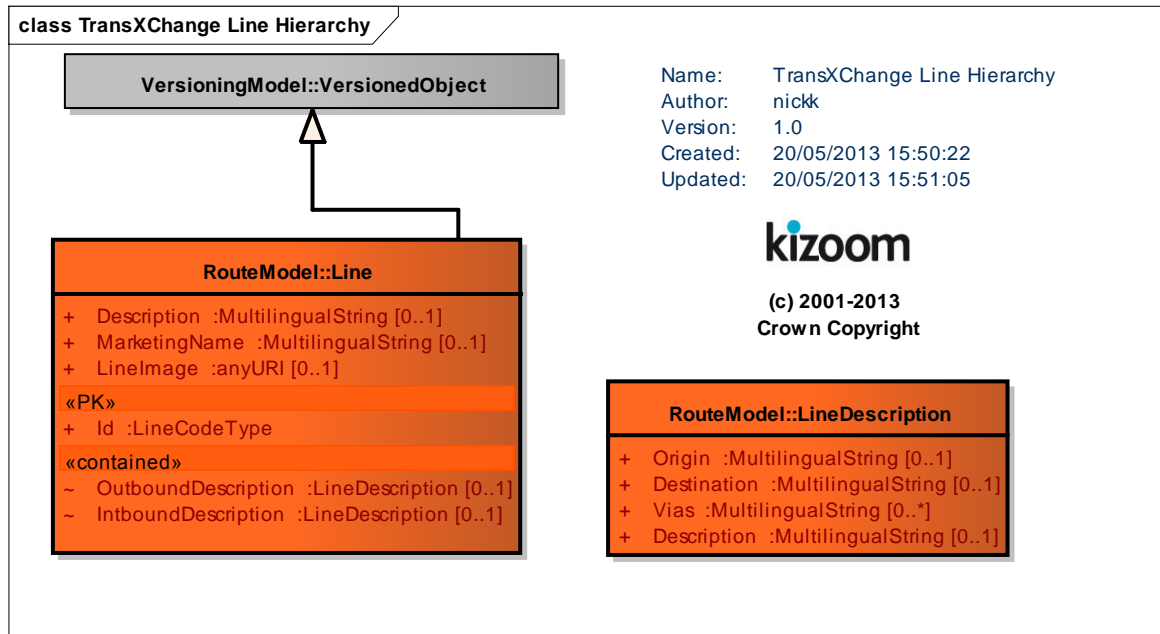 class TransXChange Line Hierarchy
VersioningModel::VersionedObject
Name: TransXChange Line Hierarchy
Author: nickk
Version: 1.0
Created: 20/05/2013 15:50:22
Updated: 20/05/2013 15:51:05
kizoom
(c) 2001-2013
Crown Copyright
RouteModel::Line
+ Description :MultilingualString [0..1]
+ MarketingName :MultilingualString [0..1]
+ LineImage :anyURI [0..1]
«PK»
+ Id :LineCodeType
«contained»
~ OutboundDescription :LineDescription [0..1]
~ IntboundDescription :LineDescription [0..1]
RouteModel::LineDescription
+ Origin :MultilingualString [0..1]
+ Destination :MultilingualString [0..1]
+ Vias :MultilingualString [0..*]
+ Description :MultilingualString [0..1]